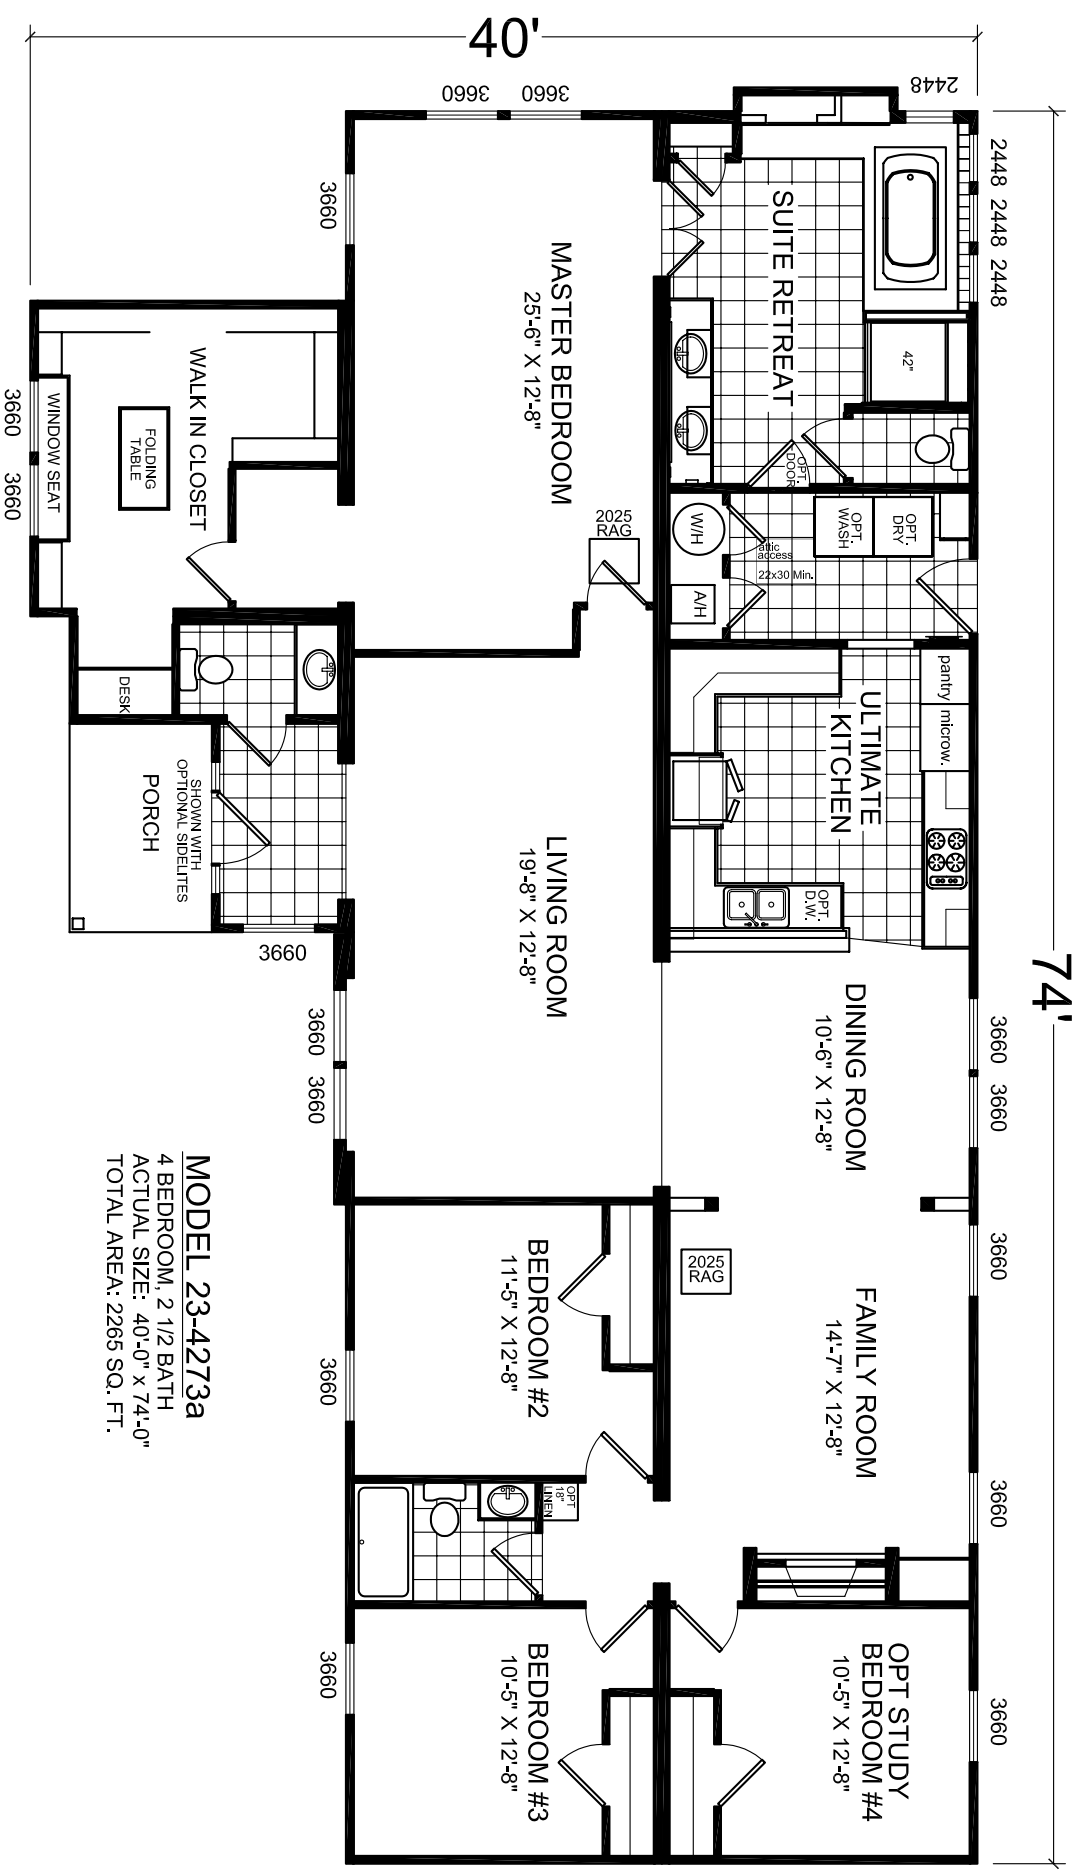 40'
74'
3660
3660
2448
2448
2448
2448
3660
SUITE RETREAT
42"
OPT
DOOR
MASTER BEDROOM
25'-6" X 12'-8"
WALK IN CLOSET
FOLDING
TABLE
WINDOW SEAT
3660
3660
2025
RAG
W/H
A/H
OPT.
WASH
OPT.
DRY
attic
access
22x30 Min.
DESK
pantry
microw.
ULTIMATE
KITCHEN
OPT.
D.W.
SHOWN WITH
OPTIONAL SIDELITES
PORCH
3660
LIVING ROOM
19'-8" X 12'-8"
3660
3660
DINING ROOM
10'-6" X 12'-8"
3660
3660
MODEL 23-4273a
4 BEDROOM, 2 1/2 BATH
ACTUAL SIZE: 40'-0" x 74'-0"
TOTAL AREA: 2265 SQ. FT.
BEDROOM #2
11'-5" X 12'-8"
3660
2025
RAG
FAMILY ROOM
14'-7" X 12'-8"
3660
3660
OPT
18"
LINEN
BEDROOM #3
10'-5" X 12'-8"
3660
OPT STUDY
BEDROOM #4
10'-5" X 12'-8"
3660